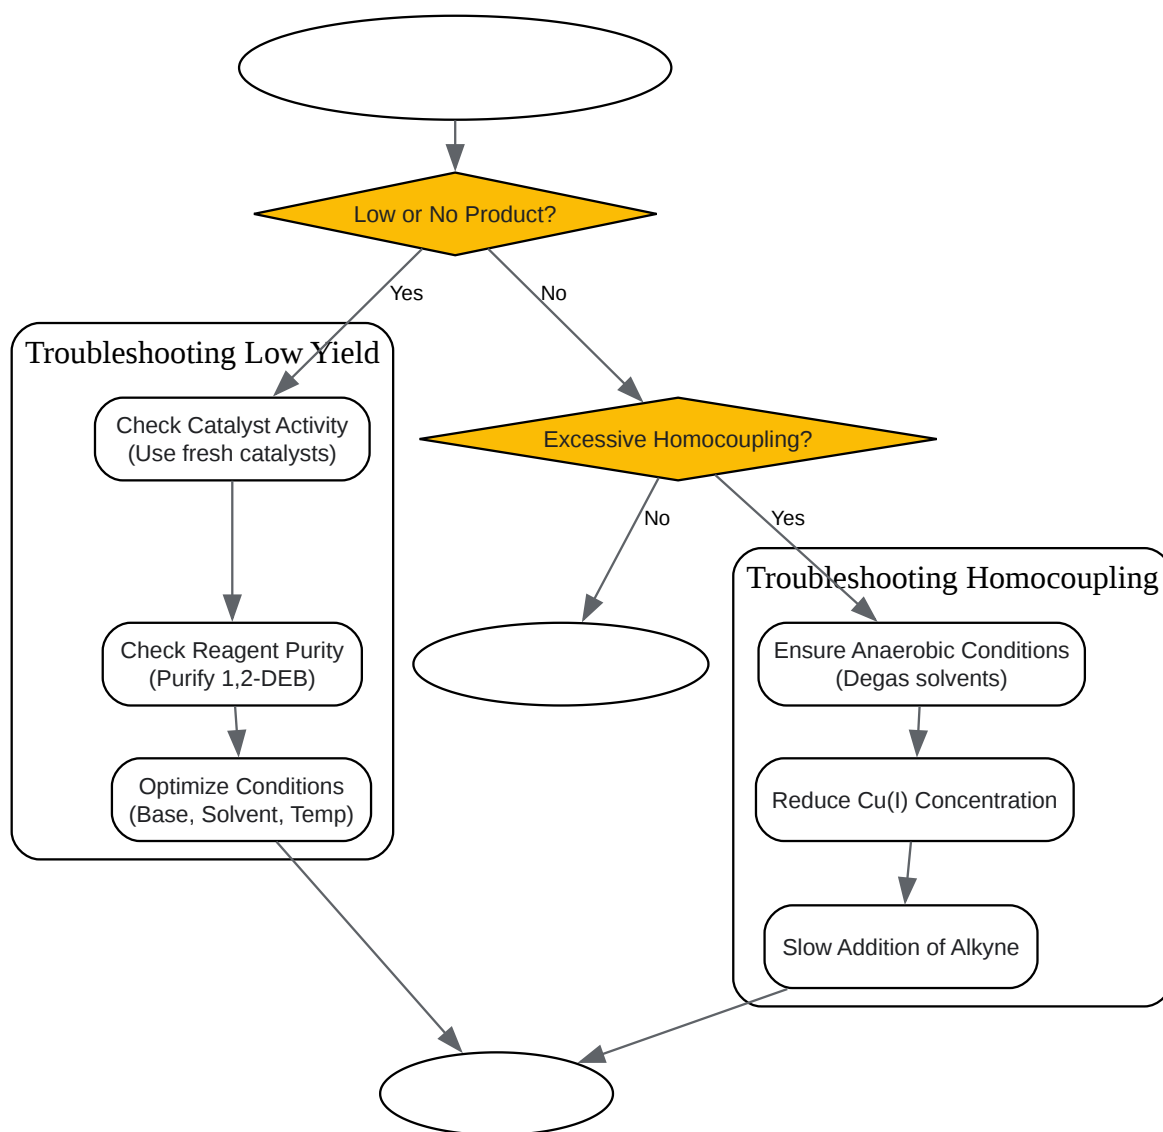 Low or No Product?
Yes
No
Troubleshooting Low Yield
Check Catalyst Activity
(Use fresh catalysts)
Excessive Homocoupling?
No
Yes
Troubleshooting Homocoupling
Check Reagent Purity
(Purify 1,2-DEB)
Ensure Anaerobic Conditions
(Degas solvents)
Optimize Conditions
(Base, Solvent, Temp)
Reduce Cu(I) Concentration
Slow Addition of Alkyne